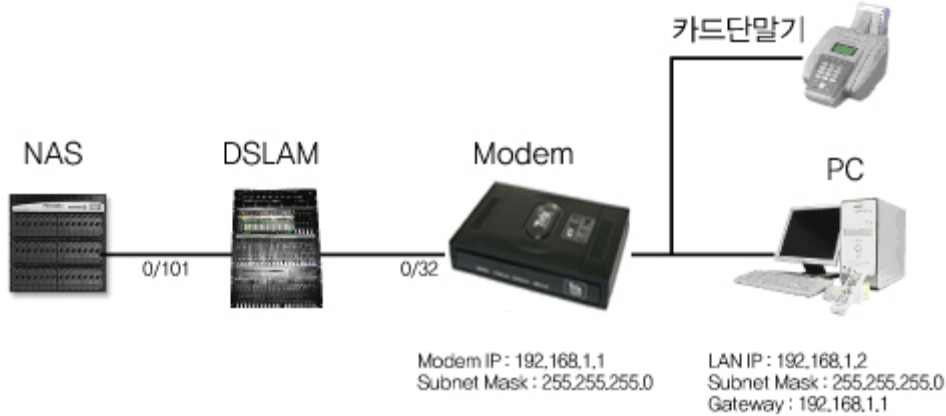 카드단말기
NAS
DSLAM
Modem
PC
0/101
0/32
Modem IP : 192.168.1.1
Subnet Mask : 255.255.255.0
LAN IP : 192.168.1.2
Subnet Mask : 255.255.255.0
Gateway : 192.168.1.1